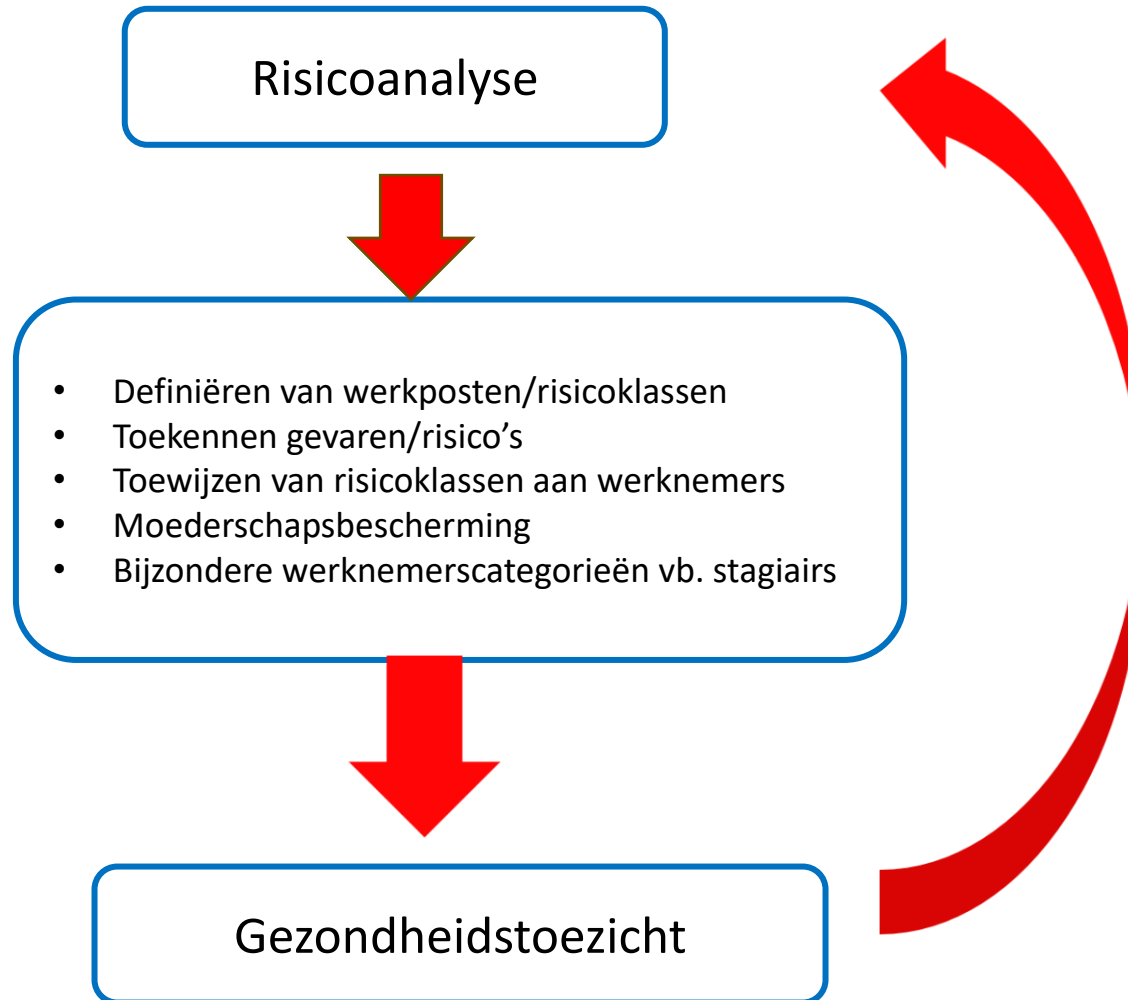 Risicoanalyse
• Definiëren van werkposten/risicoklassen
• Toekennen gevaren/risico’s
• Toewijzen van risicoklassen aan werknemers
• Moederschapsbescherming
• Bijzondere werknemerscategorieën vb. stagiairs
Gezondheidstoezicht